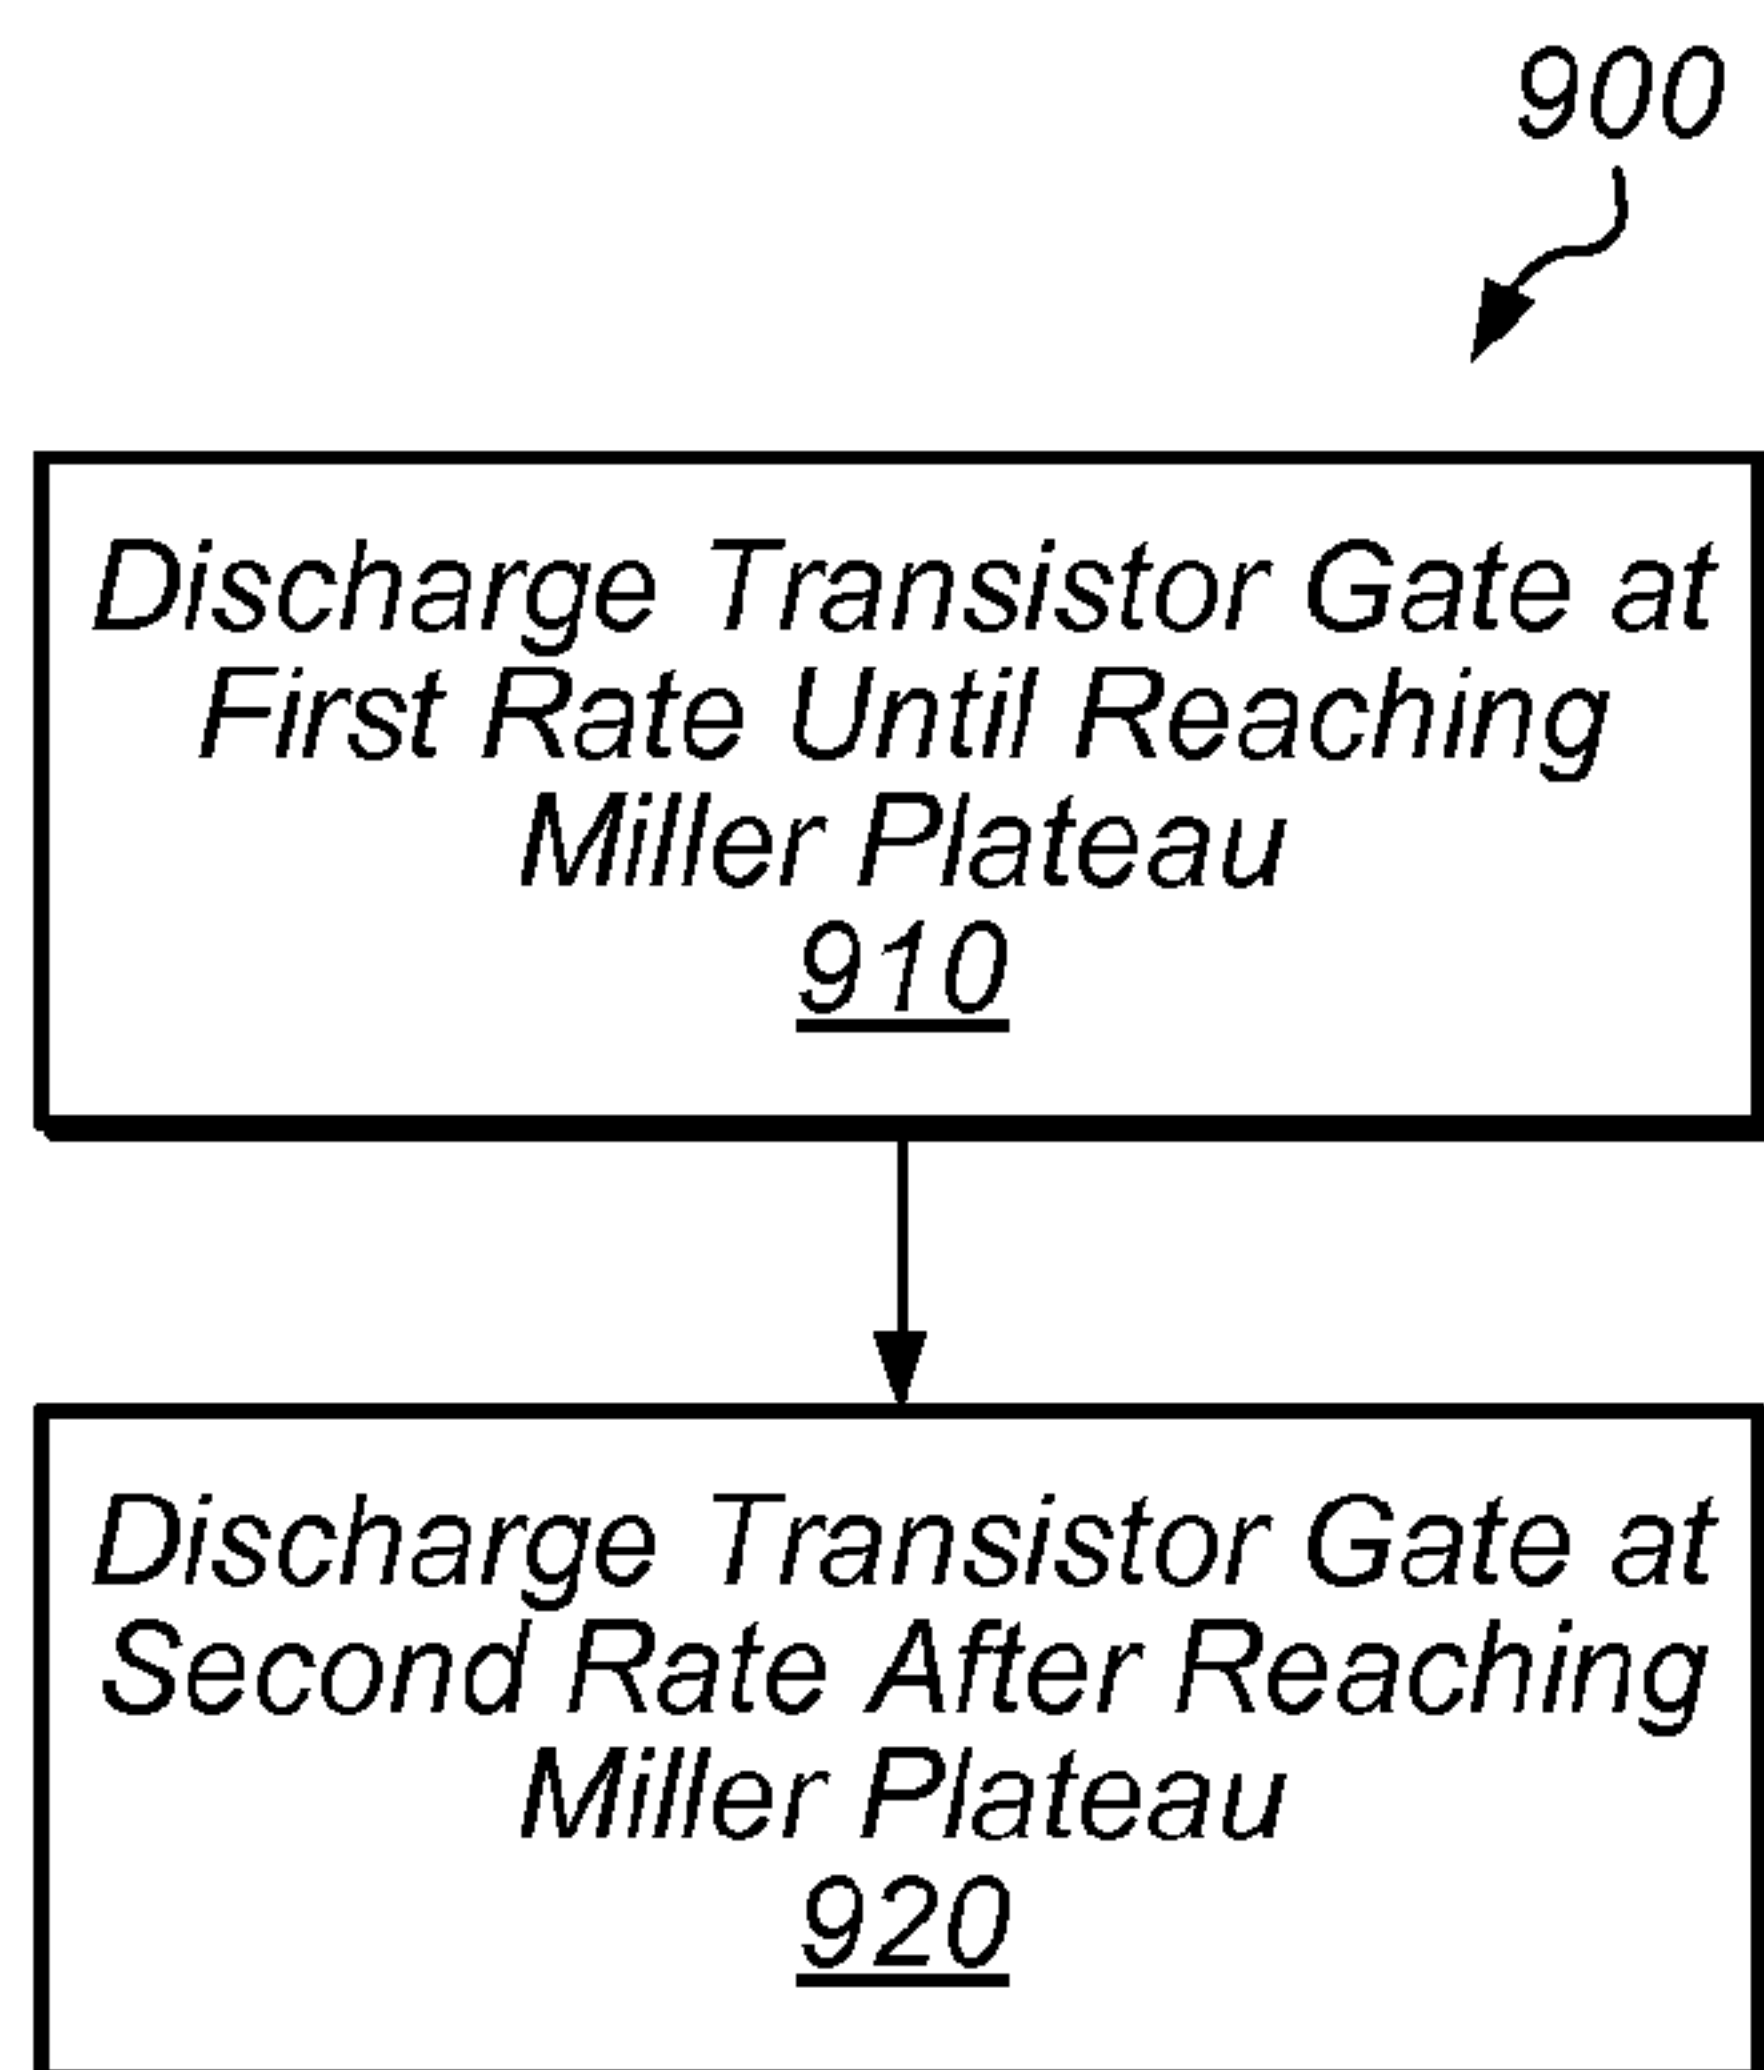 900
Discharge Transistor Gate at
First Rate Until Reaching
Miller Plateau
910
Discharge Transistor Gate at
Second Rate After Reaching
Miller Plateau
920